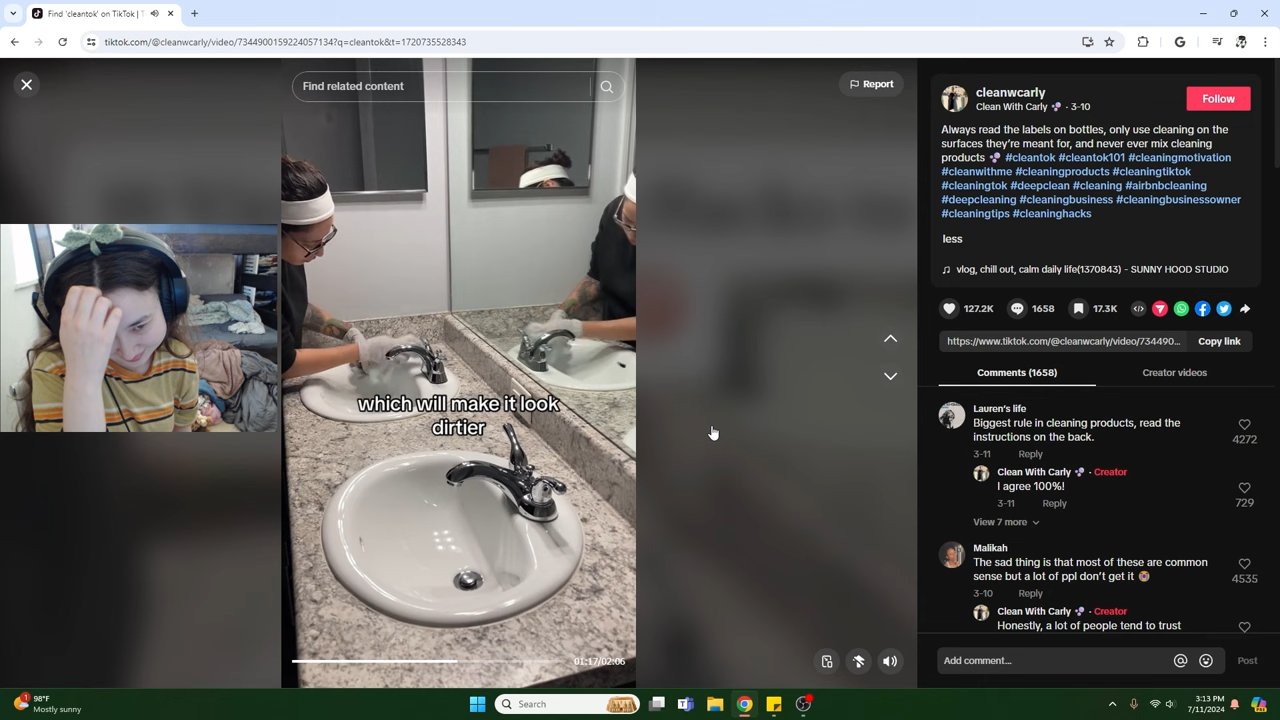 Find 'cleantok' on TikTok | T
tiktok.com/@cleanwcarly/video/7344900159224057134?q=cleantok&t=1720735528343
Find related content
Report
which will make it look
dirtier
01:17/02:06
cleanwcarly
Clean With Carly 🫧 · 3-10
Follow
Always read the labels on bottles, only use cleaning on the
surfaces they're meant for, and never ever mix cleaning
products 🫧 #cleantok #cleantok101 #cleaningmotivation
#cleanwithme #cleaningproducts #cleaningtiktok
#cleaningtok #deepclean #cleaning #airbnbcleaning
#deepcleaning #cleaningbusiness #cleaningbusinessowner
#cleaningtips #cleaninghacks
less
vlog, chill out, calm daily life(1370843) - SUNNY HOOD STUDIO
127.2K
1658
17.3K
https://www.tiktok.com/@cleanwcarly/video/734490...
Copy link
Comments (1658)
Creator videos
Lauren's life
Biggest rule in cleaning products, read the
instructions on the back.
4272
3-11 Reply
Clean With Carly 🫧 · Creator
I agree 100%!
729
3-11 Reply
View 7 more
Malikah
The sad thing is that most of these are common
sense but a lot of ppl don't get it
4535
3-10 Reply
Clean With Carly 🫧 · Creator
Honestly, a lot of people tend to trust
Add comment...
Post
1
98°F
Mostly sunny
Search
3:13 PM
7/11/2024